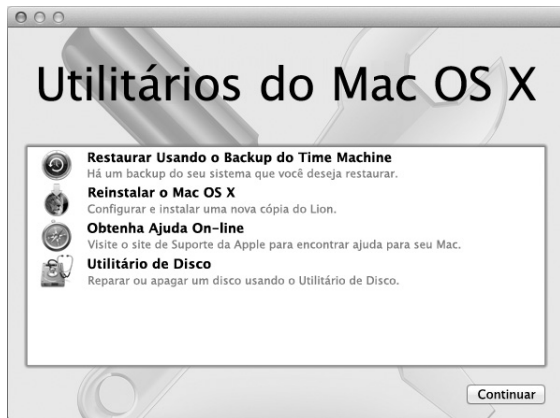 Utilitários do Mac OS X
Restaurar Usando o Backup do Time Machine
Há um backup do seu sistema que você deseja restaurar.
Reinstalar o Mac OS X
Configurar e instalar uma nova cópia do Lion.
Obtenha Ajuda On-line
Visite o site de Suporte da Apple para encontrar ajuda para seu Mac.
Utilitário de Disco
Reparar ou apagar um disco usando o Utilitário de Disco.
Continuar